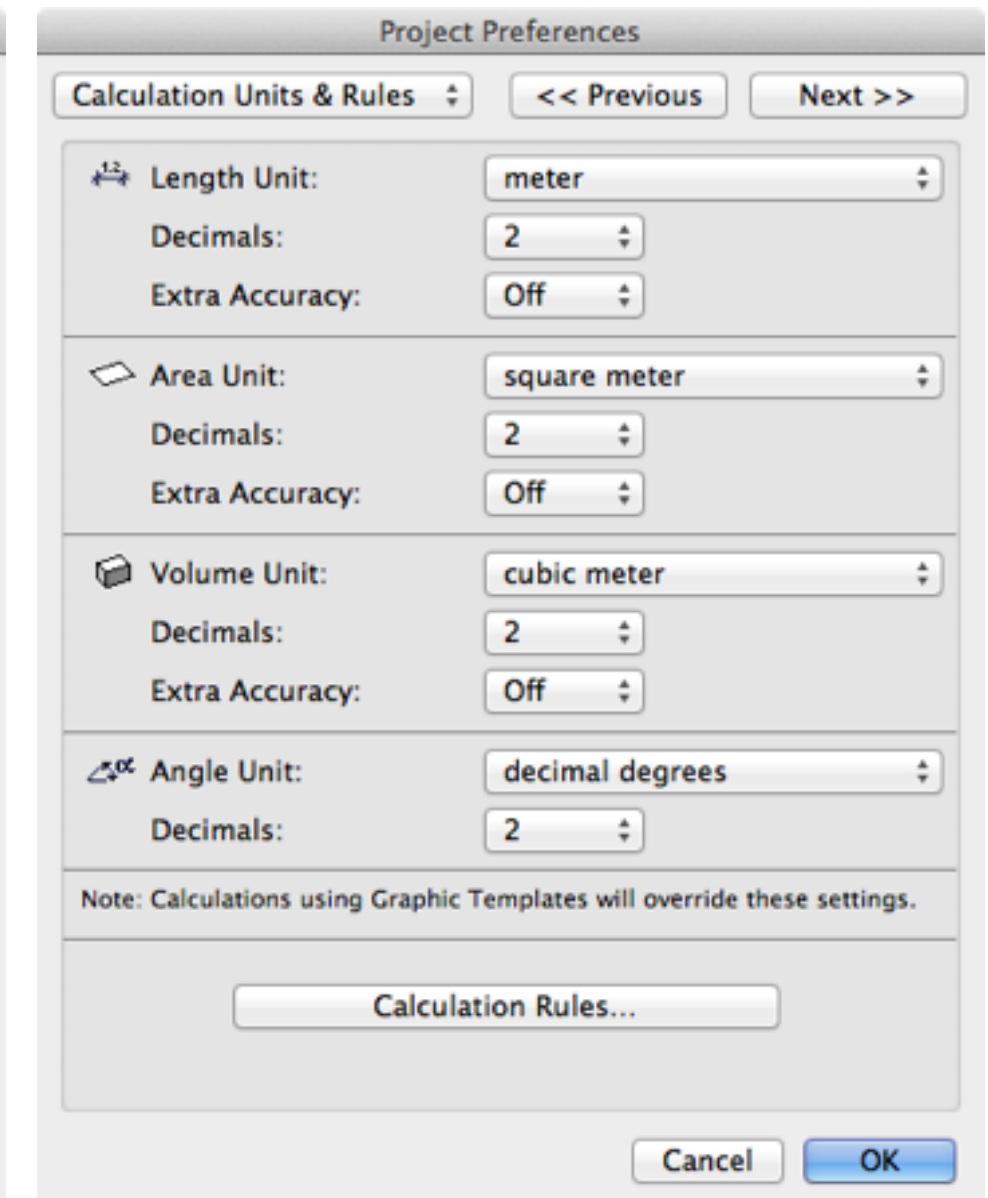 Project Preferences
Calculation Units & Rules << Previous Next >>
1.2 Length Unit: meter
Decimals: 2
Extra Accuracy: Off
Area Unit: square meter
Decimals: 2
Extra Accuracy: Off
Volume Unit: cubic meter
Decimals: 2
Extra Accuracy: Off
α Angle Unit: decimal degrees
Decimals: 2
Note: Calculations using Graphic Templates will override these settings.
Calculation Rules...
Cancel OK